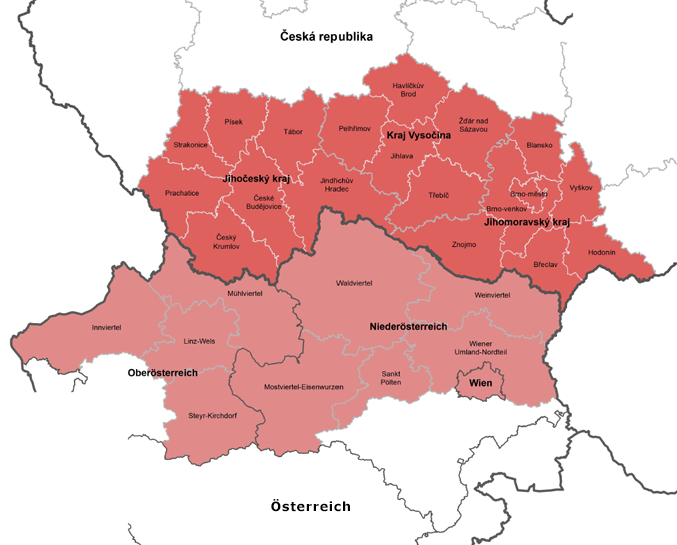 Česká republika
Havlíčkův
Brod
Písek
Tábor
Pelhřimov
Žďár nad
Sázavou
Kraj Vysočina
Strakonice
Jihlava
Blansko
Jihočeský kraj
Jindřichův
Hradec
Prachatice
České
Budějovice
Třebíč
Brno-město
Vyškov
Brno-venkov
Jihomoravský kraj
Český
Krumlov
Znojmo
Hodonín
Břeclav
Waldviertel
Mühlviertel
Weinviertel
Innviertel
Niederösterreich
Linz-Wels
Wiener
Umland-Nordteil
Oberösterreich
Mostviertel-Eisenwurzen
Sankt
Pölten
Wien
Steyr-Kirchdorf
Österreich